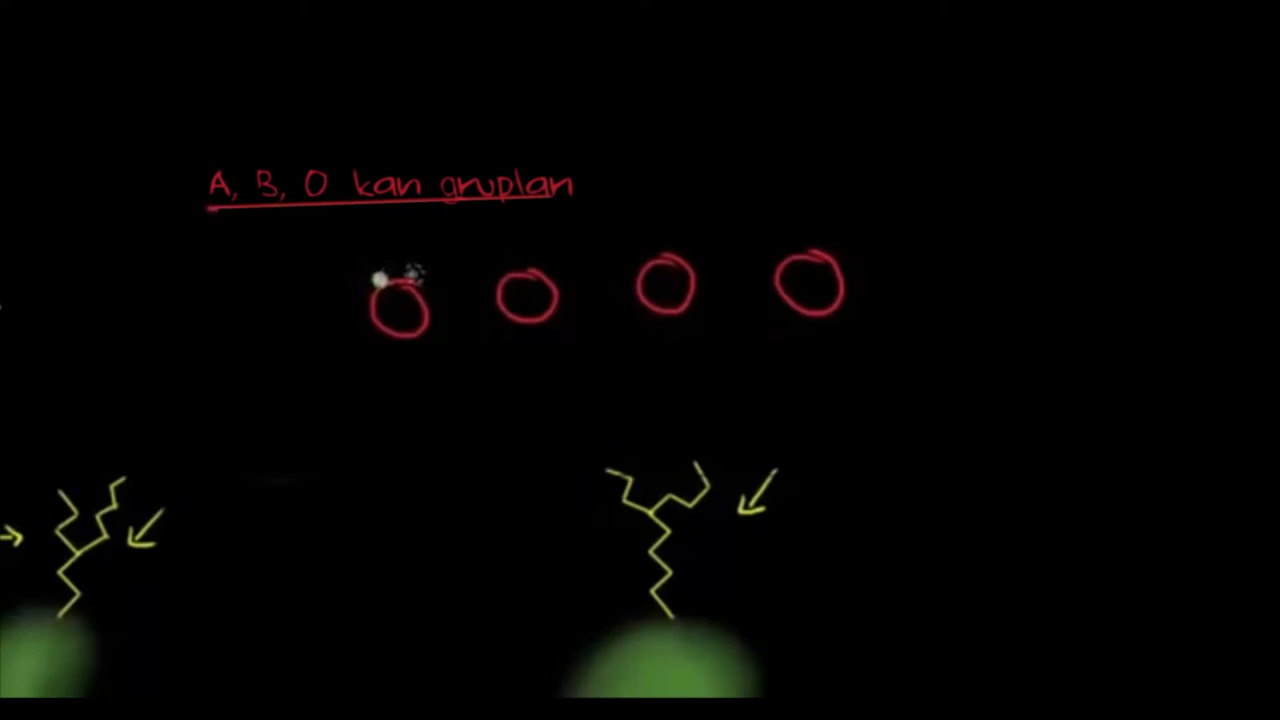 A, B, O kan grupları